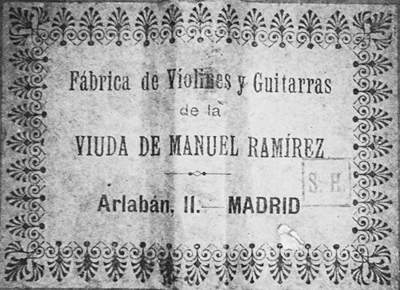 Fábrica de Violines y Guitarras
de la
VIUDA DE MANUEL RAMÍREZ
S. H.
Arlabán, 11.— MADRID